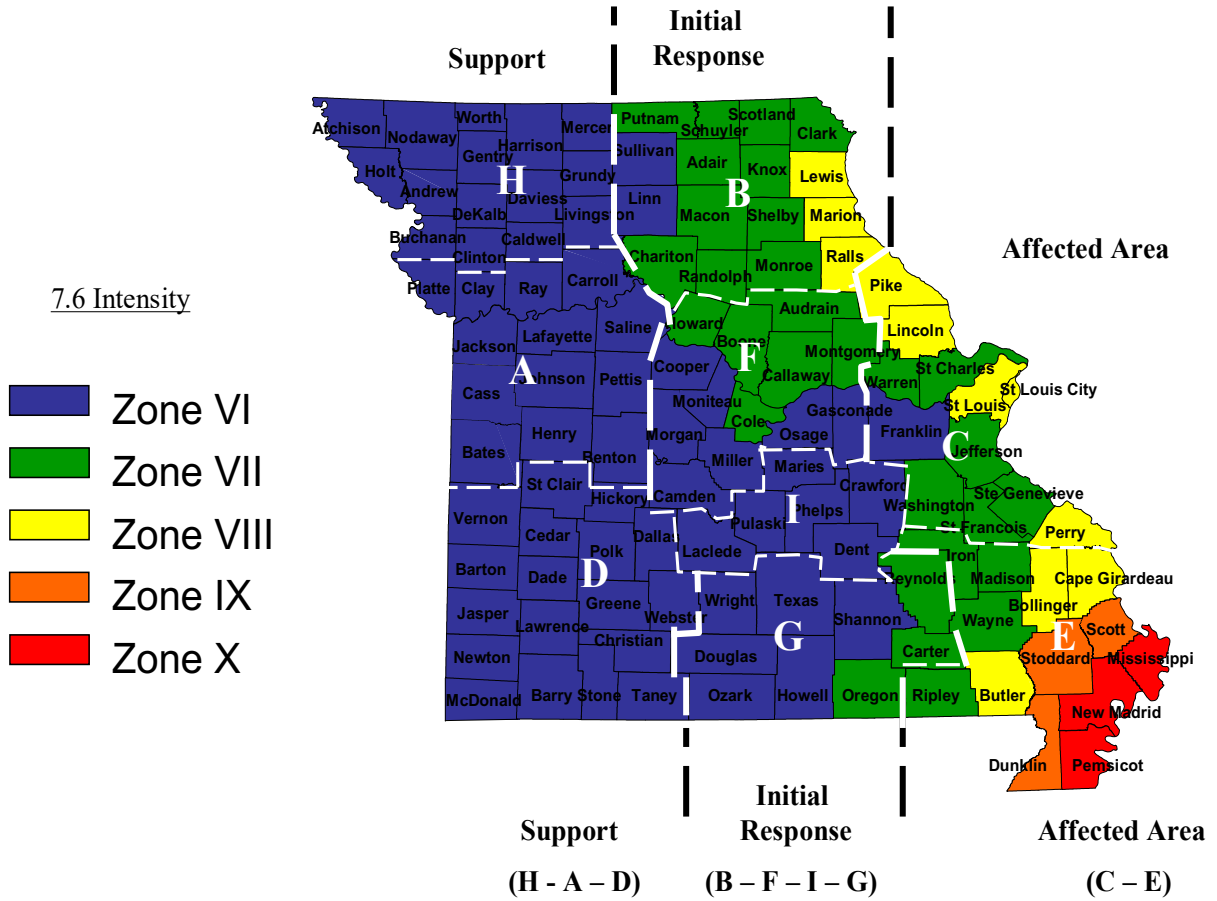 Initial
Response
Support
Affected Area
7.6 Intensity
Zone VI
Zone VII
Zone VIII
Zone IX
Zone X
Atchison
Nodaway
Worth
Harrison
Mercer
Putnam
Schuyler
Scotland
Clark
Gentry
Sullivan
Adair
Knox
Lewis
Holt
Andrew
H
Grundy
DeKalb
Daviess
Livingston
Linn
B
Macon
Shelby
Marion
Buchanan
Clinton
Caldwell
Chariton
Randolph
Monroe
Ralls
Platte
Clay
Ray
Carroll
Pike
Audrain
Lincoln
Jackson
Lafayette
Saline
Howard
Boone
F
Callaway
Montgomery
Warren
St Charles
St Louis City
St Louis
A
Johnson
Pettis
Cooper
Cass
Moniteau
Cole
Osage
Gasconade
Franklin
C
Jefferson
Bates
Henry
Benton
Morgan
Miller
Maries
Crawford
Washington
Ste Genevieve
St Clair
Hickory
Camden
Pulaski
I
Phelps
St Francois
Perry
Vernon
Cedar
Polk
Dallas
Laclede
Dent
Iron
Barton
Dade
D
Reynolds
Madison
Cape Girardeau
Bollinger
Jasper
Greene
Webster
Wright
Texas
Shannon
Wayne
Scott
Lawrence
Christian
G
E
Newton
Douglas
Carter
Stoddard
Mississippi
McDonald
Barry
Stone
Taney
Ozark
Howell
Oregon
Ripley
Butler
New Madrid
Dunklin
Pemsicot
Support
Initial
Response
Affected Area
(H - A – D)
(B – F – I – G)
(C – E)